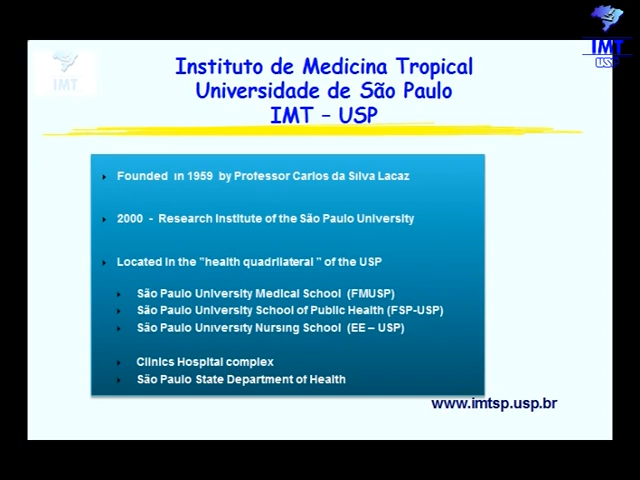 IMT
USP
IMT
Instituto de Medicina Tropical
Universidade de São Paulo
IMT – USP
Founded in 1959 by Professor Carlos da Silva Lacaz
2000 - Research Institute of the São Paulo University
Located in the "health quadrilateral " of the USP
São Paulo University Medical School (FMUSP)
São Paulo University School of Public Health (FSP-USP)
São Paulo University Nursing School (EE – USP)
Clinics Hospital complex
São Paulo State Department of Health
www.imtsp.usp.br